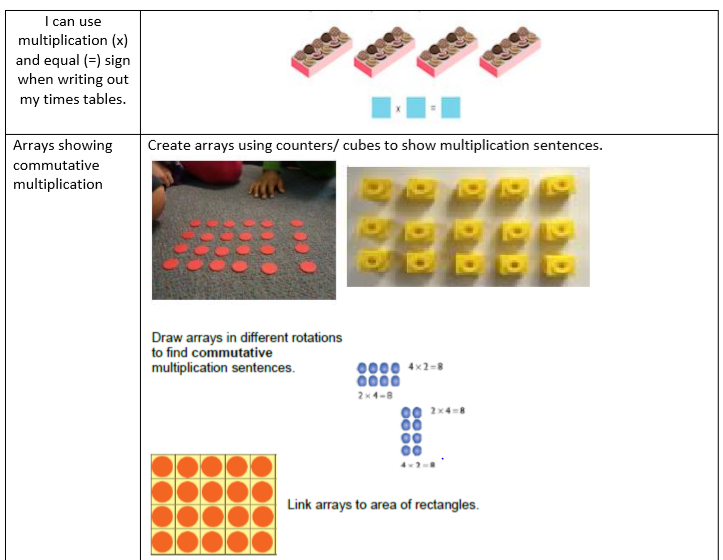 I can use
multiplication (x)
and equal (=) sign
when writing out
my times tables.
x =
Arrays showing
commutative
multiplication
Create arrays using counters/ cubes to show multiplication sentences.
Draw arrays in different rotations
to find commutative
multiplication sentences.
4 × 2 = 8
2 × 4 = 8
2 × 4 = 8
4 × 2 = 8
Link arrays to area of rectangles.